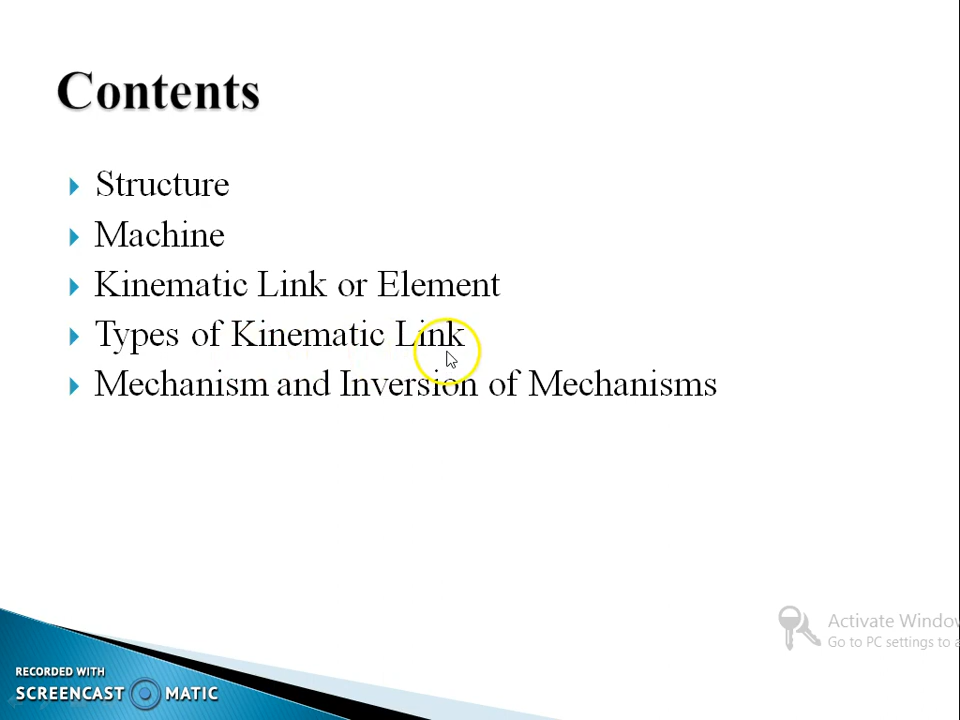 Contents
Structure
Machine
Kinematic Link or Element
Types of Kinematic Link
Mechanism and Inversion of Mechanisms
Activate Windo
Go to PC settings to a
RECORDED WITH
SCREENCAST MATIC